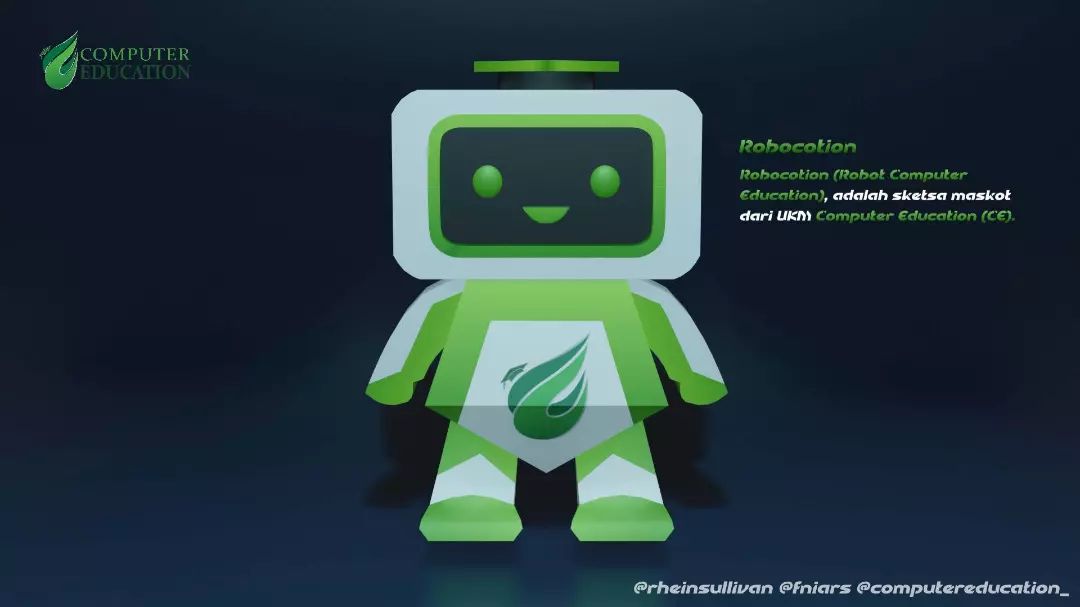 COMPUTER
EDUCATION
Robocotion
Robocotion (Robot Computer
Education), adalah sketsa maskot
dari UKM Computer Education (CE).
@rheinsullivan @fniars @computereducation_